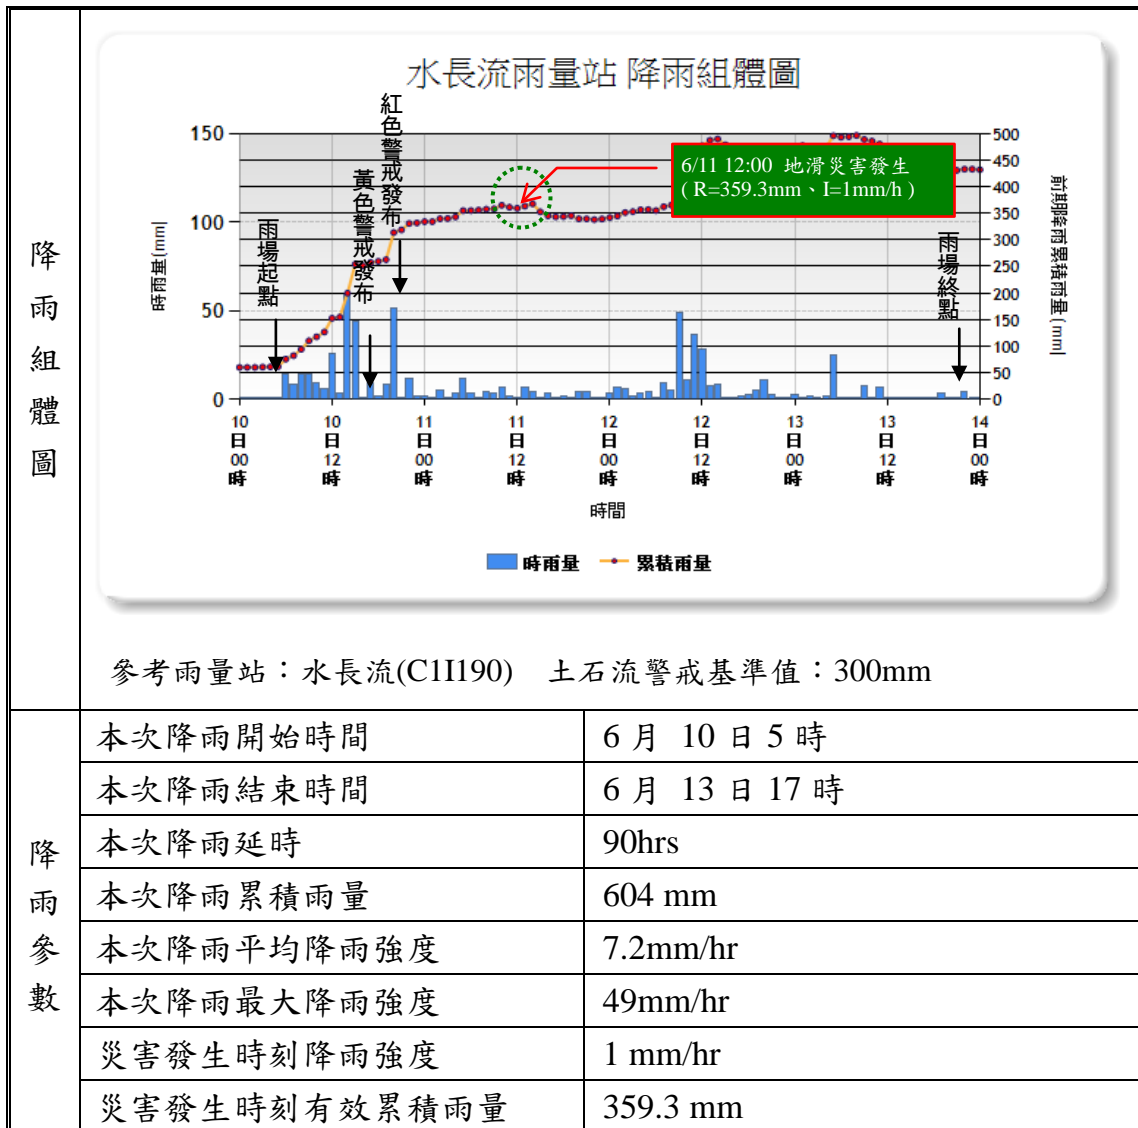 降雨組體圖
水長流雨量站 降雨組體圖
紅色警戒發布
黃色警戒發布
雨場起點
雨場終點
6/11 12:00 地滑災害發生
( R=359.3mm、I=1mm/h )
時雨量(mm)
150
100
50
0
前期降雨累積雨量(mm)
500
450
400
350
300
250
200
150
100
50
0
10日00時
10日12時
11日00時
11日12時
12日00時
12日12時
13日00時
13日12時
14日00時
時間
時雨量 累積雨量
參考雨量站：水長流(C1I190) 土石流警戒基準值：300mm
降雨參數
本次降雨開始時間 6 月 10 日 5 時
本次降雨結束時間 6 月 13 日 17 時
本次降雨延時 90hrs
本次降雨累積雨量 604 mm
本次降雨平均降雨強度 7.2mm/hr
本次降雨最大降雨強度 49mm/hr
災害發生時刻降雨強度 1 mm/hr
災害發生時刻有效累積雨量 359.3 mm